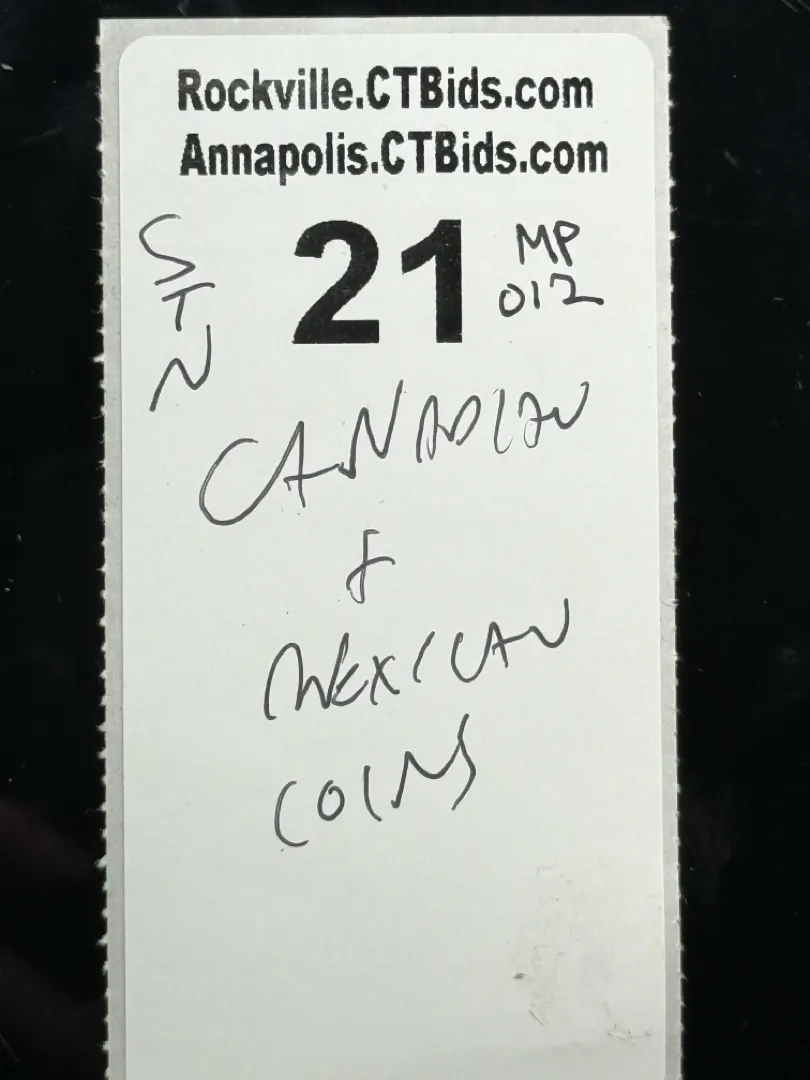 Rockville.CTBids.com
Annapolis.CTBids.com
21
MP
012
STN
CANADIAN
&
MEXICAN
COINS